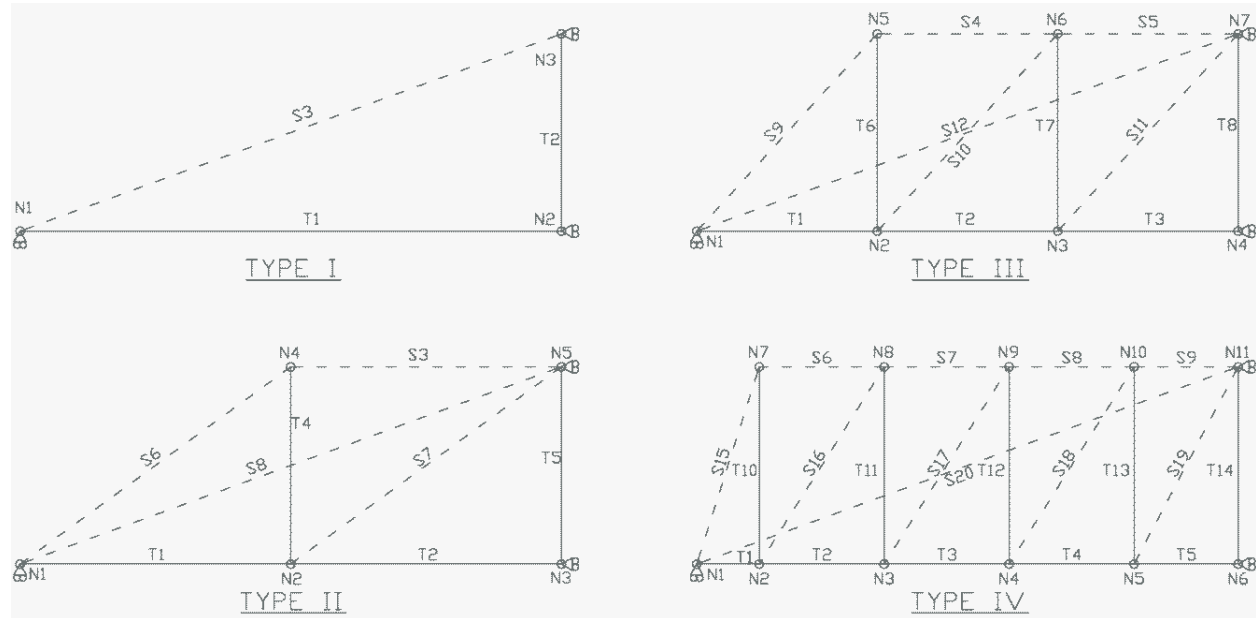 N3
S3
T2
N1
T1
N2
TYPE I
N5 S4 N6 S5 N7
S9
T6
S12
T7
S11
T8
S10
T1 T2 T3
N1 N2 N3 N4
TYPE III
N4 S3 N5
T4
S6
S8
S7
T5
T1 T2
N1 N2 N3
TYPE II
N7 S6 N8 S7 N9 S8 N10 S9 N11
S15
T10
S16
T11
S17
S20
T12
S18
T13
S19
T14
T1 T2 T3 T4 T5
N1 N2 N3 N4 N5 N6
TYPE IV